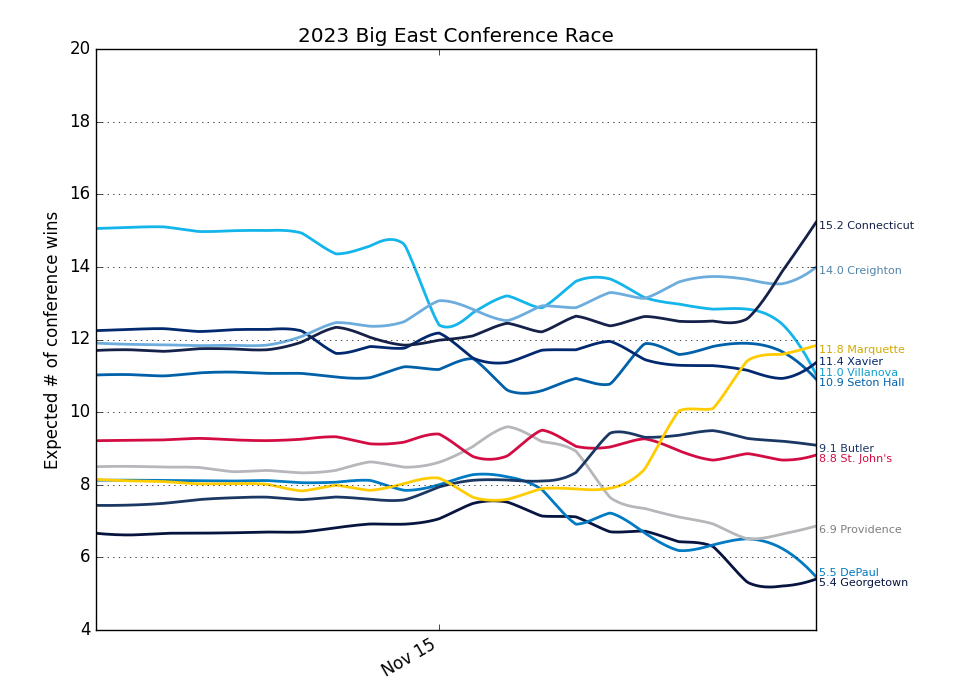 2023 Big East Conference Race
Expected # of conference wins
20
18
16
14
12
10
8
6
4
Nov 15
15.2 Connecticut
14.0 Creighton
11.8 Marquette
11.4 Xavier
11.0 Villanova
10.9 Seton Hall
9.1 Butler
8.8 St. John's
6.9 Providence
5.5 DePaul
5.4 Georgetown